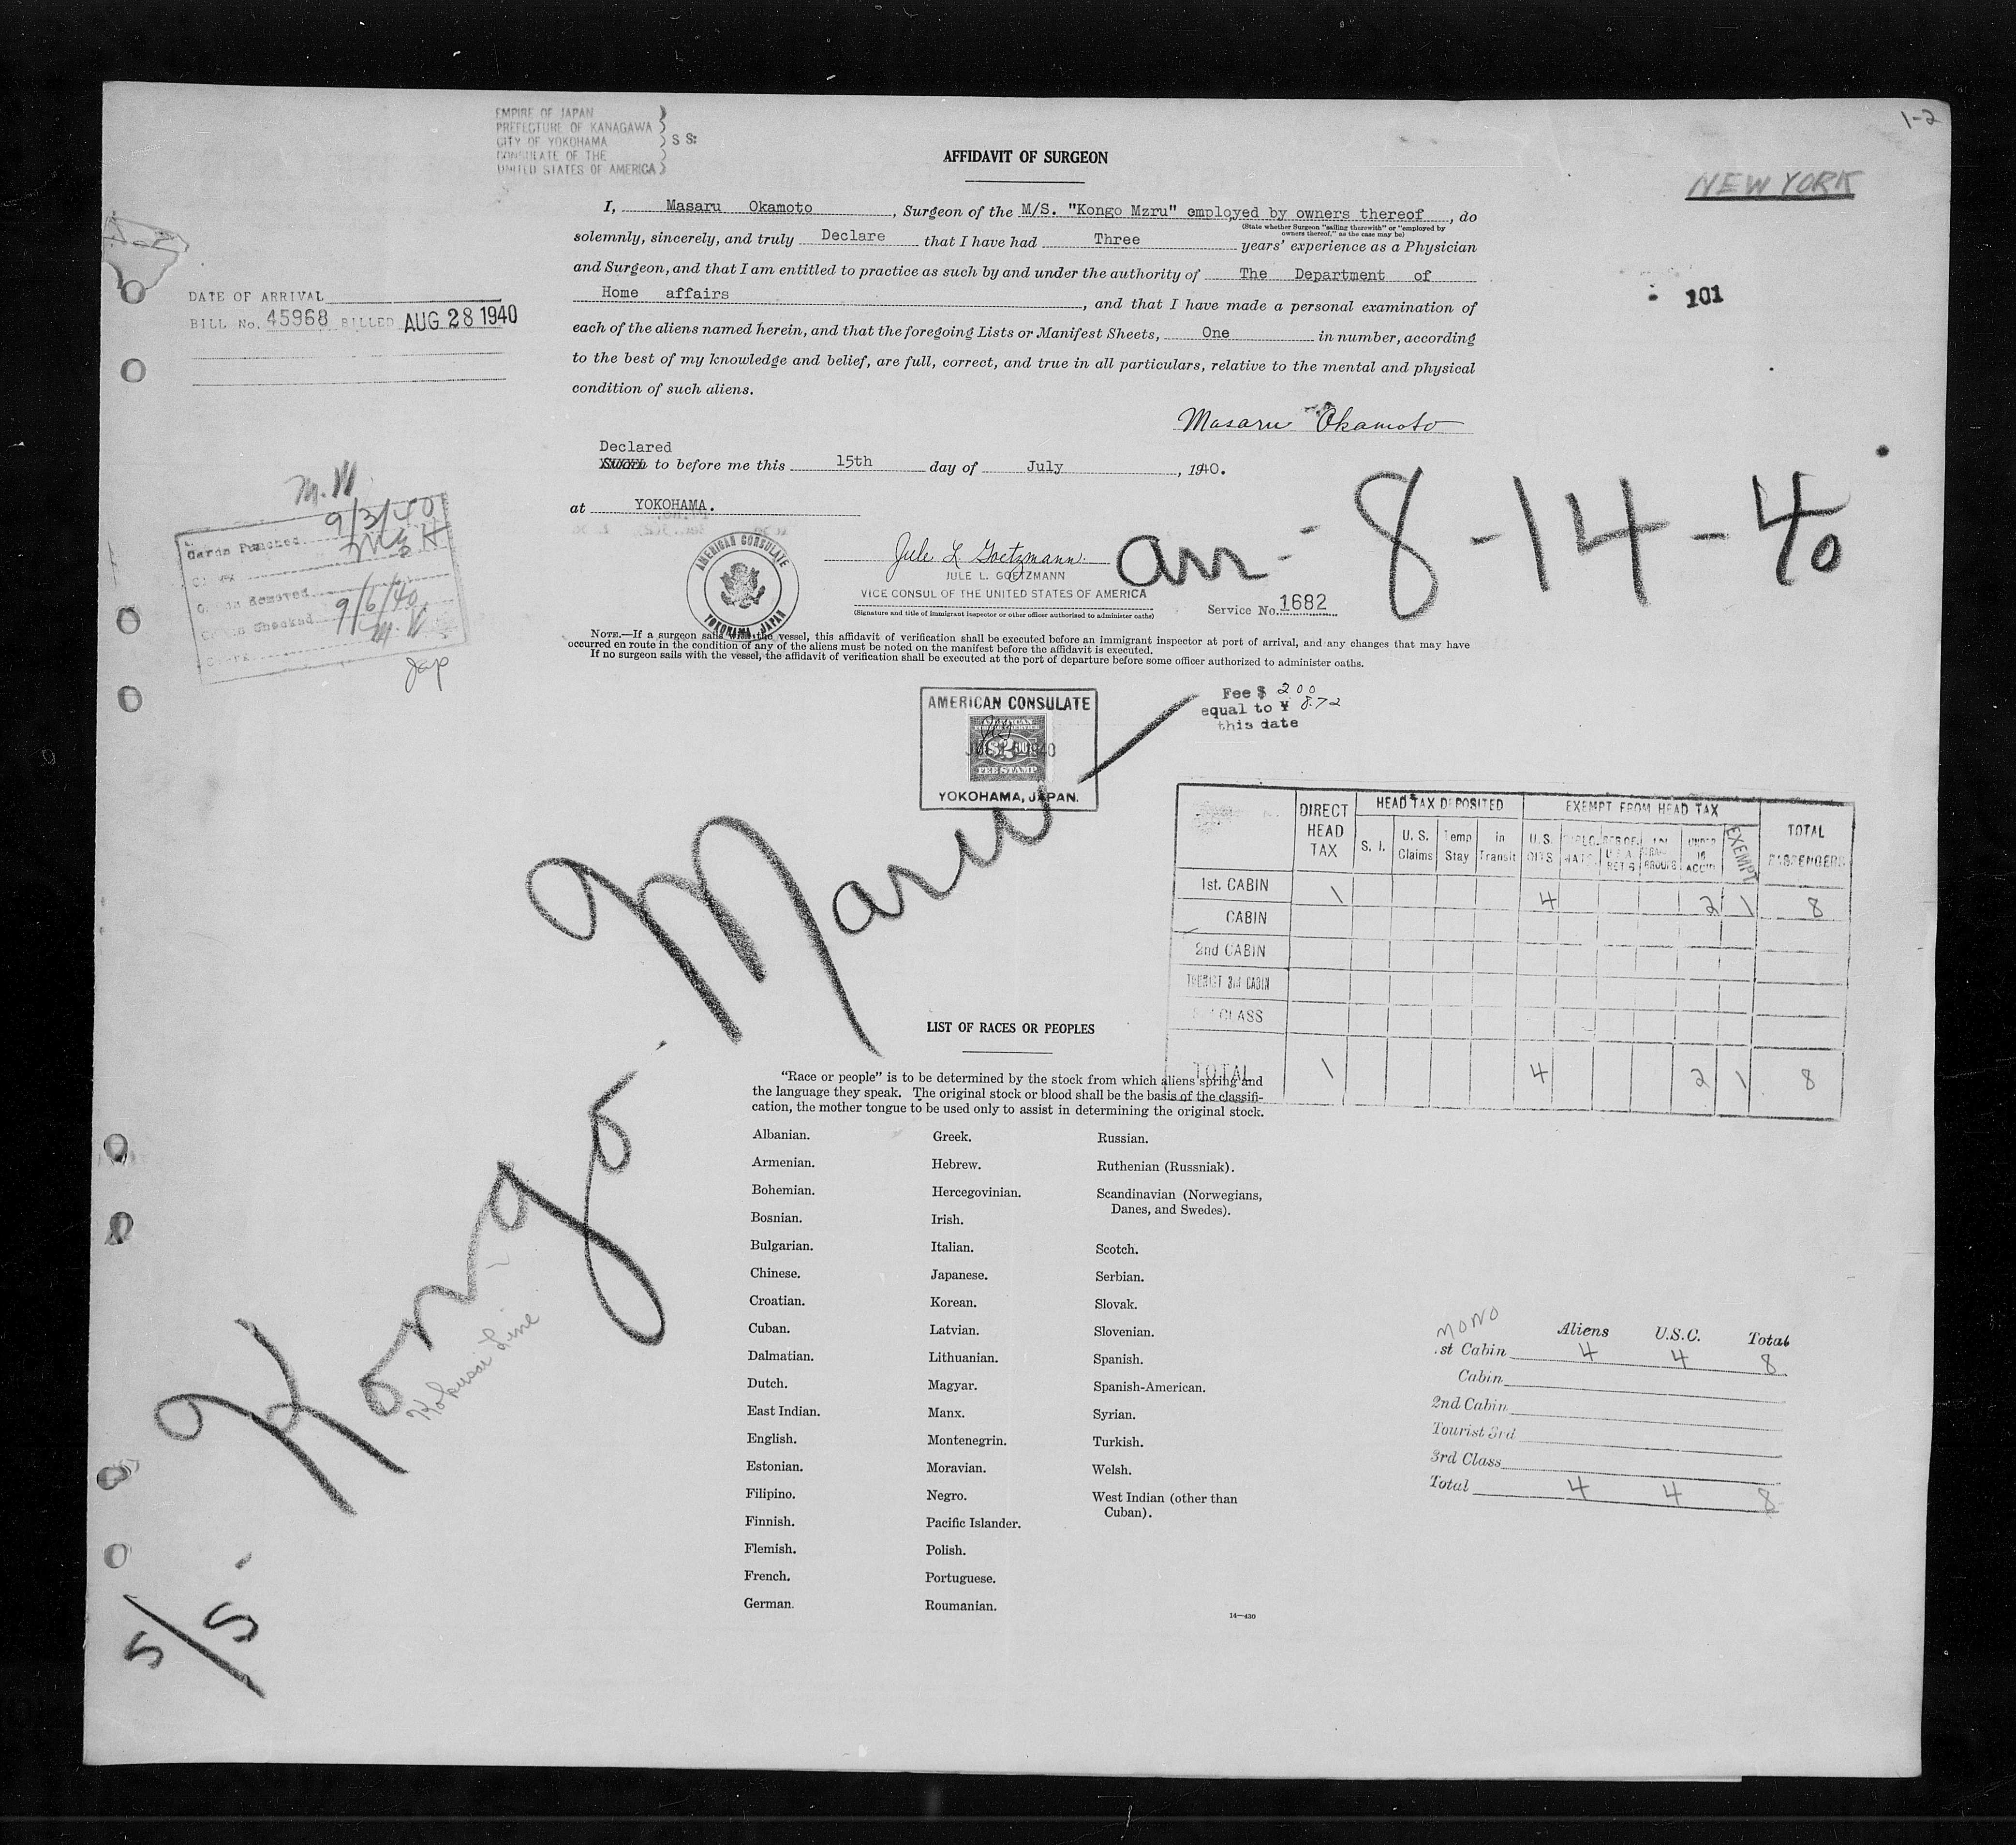 1-2
EMPIRE OF JAPAN )
PREFECTURE OF KANAGAWA )
CITY OF YOKOHAMA ) S S:
CONSULATE OF THE )
UNITED STATES OF AMERICA )
AFFIDAVIT OF SURGEON
NEW YORK
I, Masaru Okamoto, Surgeon of the M/S. "Kongo Mzru" employed by owners thereof, do
(State whether Surgeon "sailing therewith" or "employed by
owners thereof," as the case may be)
solemnly, sincerely, and truly Declare that I have had Three years' experience as a Physician
and Surgeon, and that I am entitled to practice as such by and under the authority of The Department of
Home affairs, and that I have made a personal examination of
each of the aliens named herein, and that the foregoing Lists or Manifest Sheets, One in number, according
to the best of my knowledge and belief, are full, correct, and true in all particulars, relative to the mental and physical
condition of such aliens.
101
DATE OF ARRIVAL
BILL No. 45968 BILLED AUG 28 1940
Masaru Okamoto
Declared
Sworn to before me this 15th day of July, 1940.
at YOKOHAMA.
arr - 8-14-40
M.W
Cards Punched 9/3/40
Cards Removed
Cards Checked 9/6/40
M.W
Jap
AMERICAN CONSULATE
YOKOHAMA, JAPAN
Jule L Goetzmann
JULE L. GOETZMANN
VICE CONSUL OF THE UNITED STATES OF AMERICA
(Signature and title of immigrant inspector or other officer authorized to administer oaths)
Service No. 1682
NOTE.—If a surgeon sails with the vessel, this affidavit of verification shall be executed before an immigrant inspector at port of arrival, and any changes that may have
occurred en route in the condition of any of the aliens must be noted on the manifest before the affidavit is executed.
If no surgeon sails with the vessel, the affidavit of verification shall be executed at the port of departure before some officer authorized to administer oaths.
AMERICAN CONSULATE
AMERICAN
$2.00
FEE STAMP
YOKOHAMA, JAPAN.
Fee $ 2 00
equal to ¥ 8.72
this date
DIRECT HEAD TAX
HEAD TAX DEPOSITED
S. I.
U. S. Claims
Temp Stay
in Transit
EXEMPT FROM HEAD TAX
U.S.
UNDER 16
EXEMPT
TOTAL PASSENGERS
1st. CABIN 1 4 2 1 8
CABIN
2nd CABIN
TOURIST 3rd CABIN
CLASS
TOTAL 1 4 2 1 8
S/S. Kongo Maru
Kokusai Line
LIST OF RACES OR PEOPLES
"Race or people" is to be determined by the stock from which aliens spring and
the language they speak. The original stock or blood shall be the basis of the classifi-
cation, the mother tongue to be used only to assist in determining the original stock.
Albanian.
Armenian.
Bohemian.
Bosnian.
Bulgarian.
Chinese.
Croatian.
Cuban.
Dalmatian.
Dutch.
East Indian.
English.
Estonian.
Filipino.
Finnish.
Flemish.
French.
German.
Greek.
Hebrew.
Hercegovinian.
Irish.
Italian.
Japanese.
Korean.
Latvian.
Lithuanian.
Magyar.
Manx.
Montenegrin.
Moravian.
Negro.
Pacific Islander.
Polish.
Portuguese.
Roumanian.
Russian.
Ruthenian (Russniak).
Scandinavian (Norwegians,
Danes, and Swedes).
Scotch.
Serbian.
Slovak.
Slovenian.
Spanish.
Spanish-American.
Syrian.
Turkish.
Welsh.
West Indian (other than
Cuban).
14—430
MONO
Aliens U.S.C. Total
1st Cabin 4 4 8
Cabin
2nd Cabin
Tourist 3rd
3rd Class
Total 4 4 8